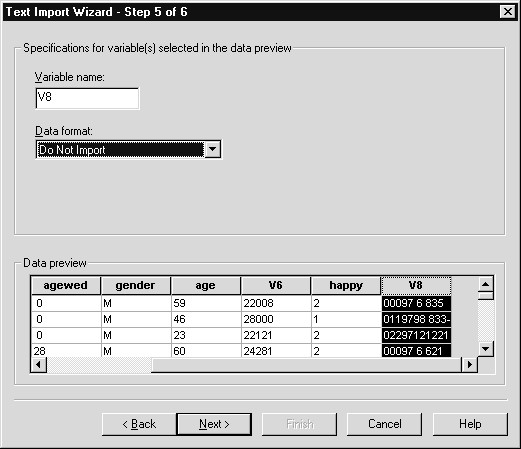 Text Import Wizard - Step 5 of 6
Specifications for variable(s) selected in the data preview
Variable name:
V8
Data format:
Do Not Import
Data preview
agewed gender age V6 happy V8
0 M 59 22008 2 00097 6 835
0 M 46 28000 1 0119798 833-
0 M 23 22121 2 02297121221
28 M 60 24281 2 00097 6 621
< Back Next > Finish Cancel Help